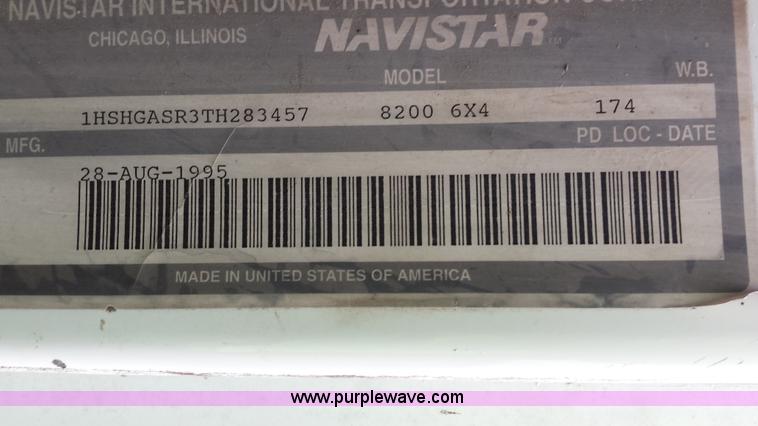 NAVISTAR INTERNATIONAL TRANSPORTATION
CHICAGO, ILLINOIS NAVISTAR
MODEL W.B.
1HSHGASR3TH283457 8200 6X4 174
MFG. PD LOC - DATE
28-AUG-1995
MADE IN UNITED STATES OF AMERICA
www.purplewave.com